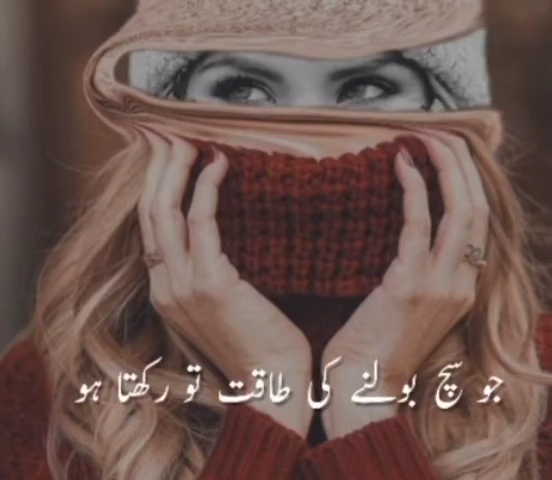 جو سچ بولنے کی طاقت تو رکھتا ہو